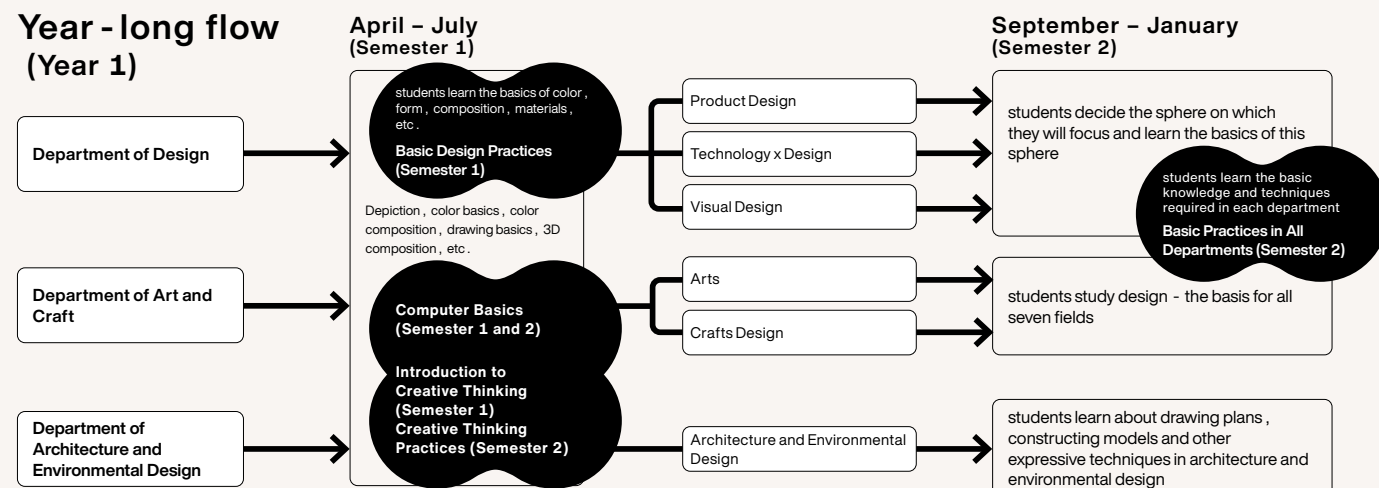 Year - long flow
(Year 1)
April – July
(Semester 1)
September – January
(Semester 2)
Department of Design
students learn the basics of color ,
form , composition , materials ,
etc .
Basic Design Practices
(Semester 1)
Product Design
Technology x Design
Visual Design
students decide the sphere on which
they will focus and learn the basics of this
sphere
students learn the basic
knowledge and techniques
required in each department
Basic Practices in All
Departments (Semester 2)
Depiction , color basics , color
composition , drawing basics , 3D
composition , etc .
Department of Art and
Craft
Computer Basics
(Semester 1 and 2)
Arts
Crafts Design
students study design - the basis for all
seven fields
Introduction to
Creative Thinking
(Semester 1)
Creative Thinking
Practices (Semester 2)
Department of
Architecture and
Environmental Design
Architecture and Environmental
Design
students learn about drawing plans ,
constructing models and other
expressive techniques in architecture and
environmental design